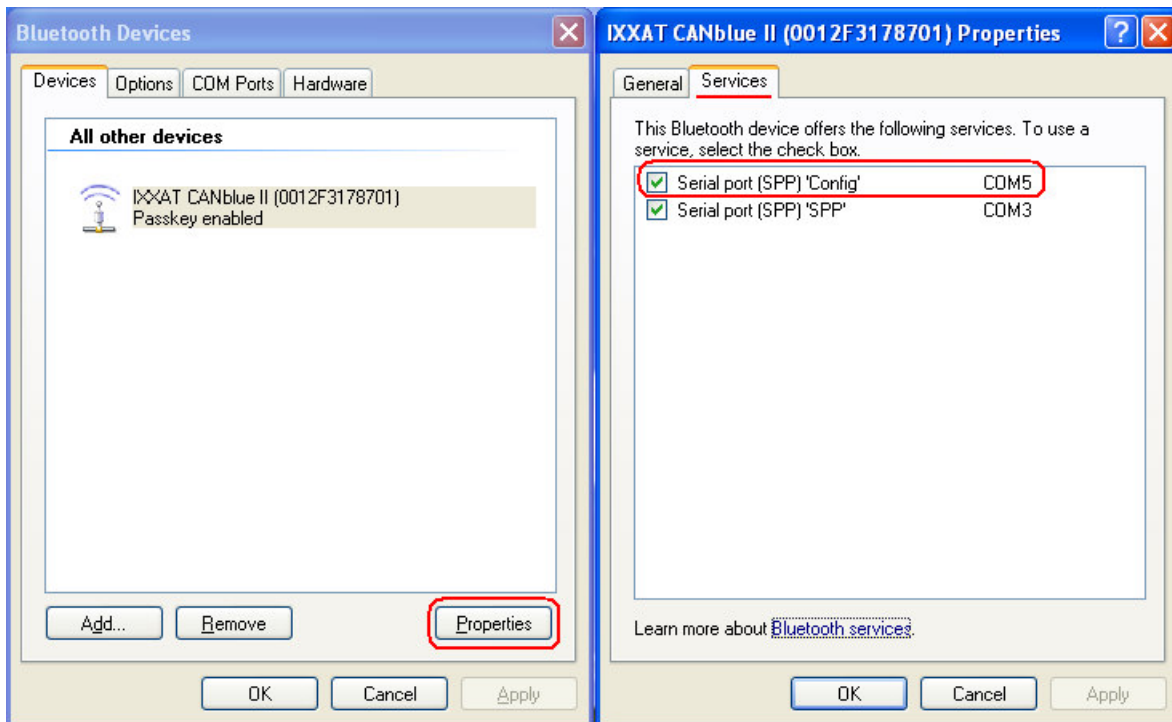 Bluetooth Devices
Devices Options COM Ports Hardware
All other devices
IXXAT CANblue II (0012F3178701)
Passkey enabled
Add... Remove Properties
OK Cancel Apply
IXXAT CANblue II (0012F3178701) Properties
General Services
This Bluetooth device offers the following services. To use a
service, select the check box.
Serial port (SPP) 'Config' COM5
Serial port (SPP) 'SPP' COM3
Learn more about Bluetooth services.
OK Cancel Apply